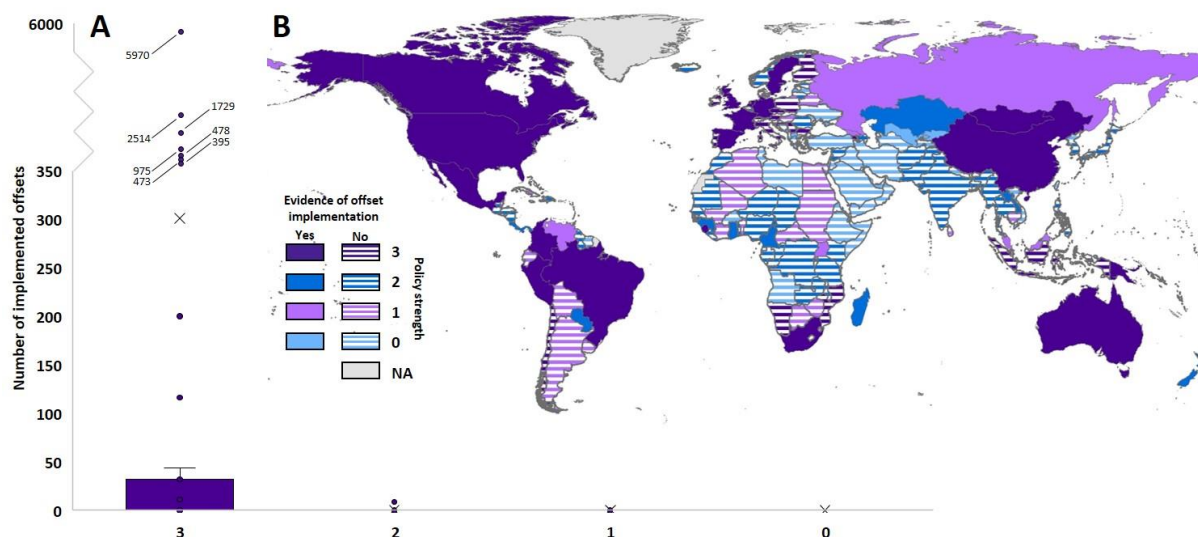 A
B
6000
5970
1729
2514
478
395
975
473
350
300
250
200
150
100
50
0
Number of implemented offsets
3
2
1
0
Evidence of offset
implementation
Yes
No
3
2
1
0
NA
Policy strength